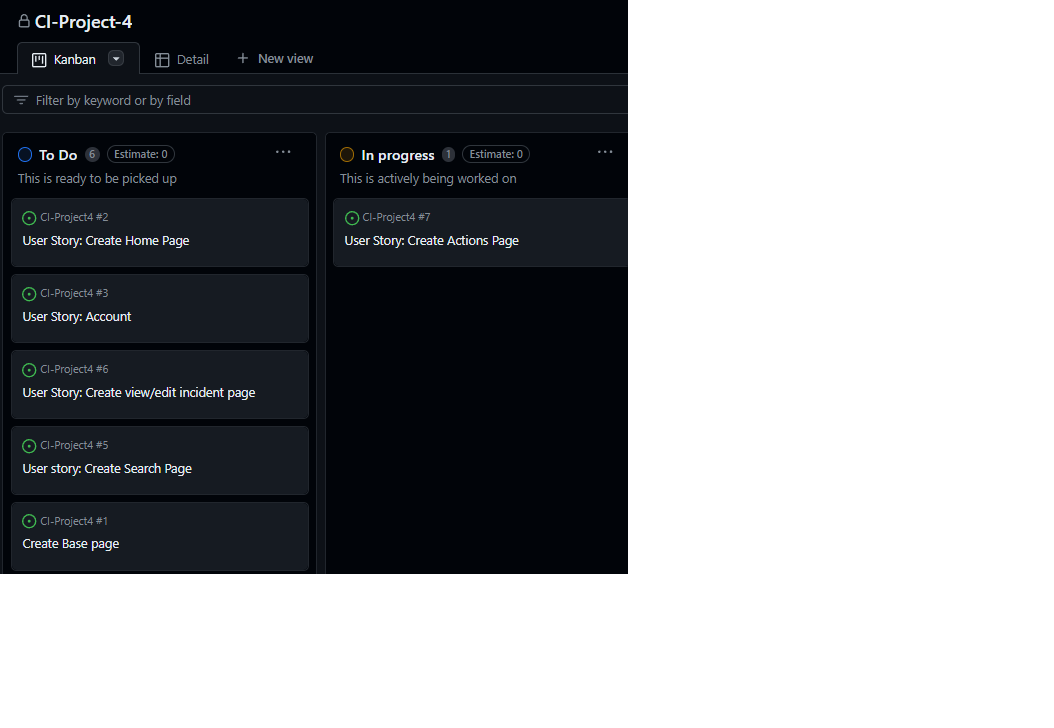 CI-Project-4
Kanban
Detail
New view
Filter by keyword or by field
To Do 6 Estimate: 0
This is ready to be picked up
CI-Project4 #2
User Story: Create Home Page
CI-Project4 #3
User Story: Account
CI-Project4 #6
User Story: Create view/edit incident page
CI-Project4 #5
User story: Create Search Page
CI-Project4 #1
Create Base page
In progress 1 Estimate: 0
This is actively being worked on
CI-Project4 #7
User Story: Create Actions Page